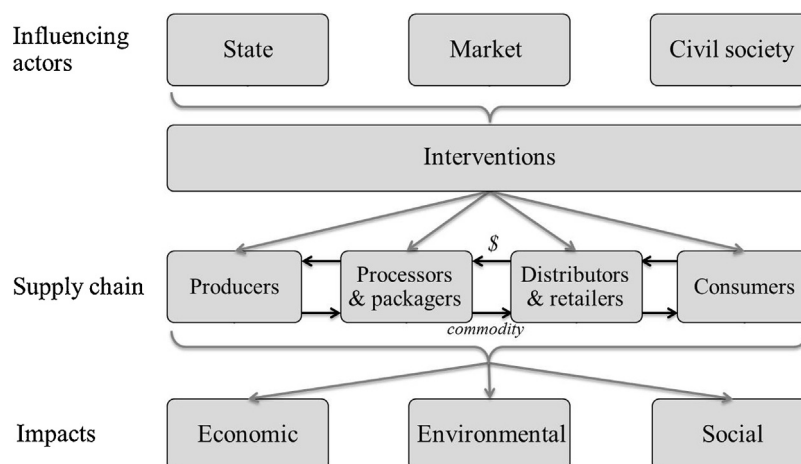 Influencing
actors
State
Market
Civil society
Interventions
$
Supply chain
Producers
Processors
& packagers
Distributors
& retailers
Consumers
commodity
Impacts
Economic
Environmental
Social